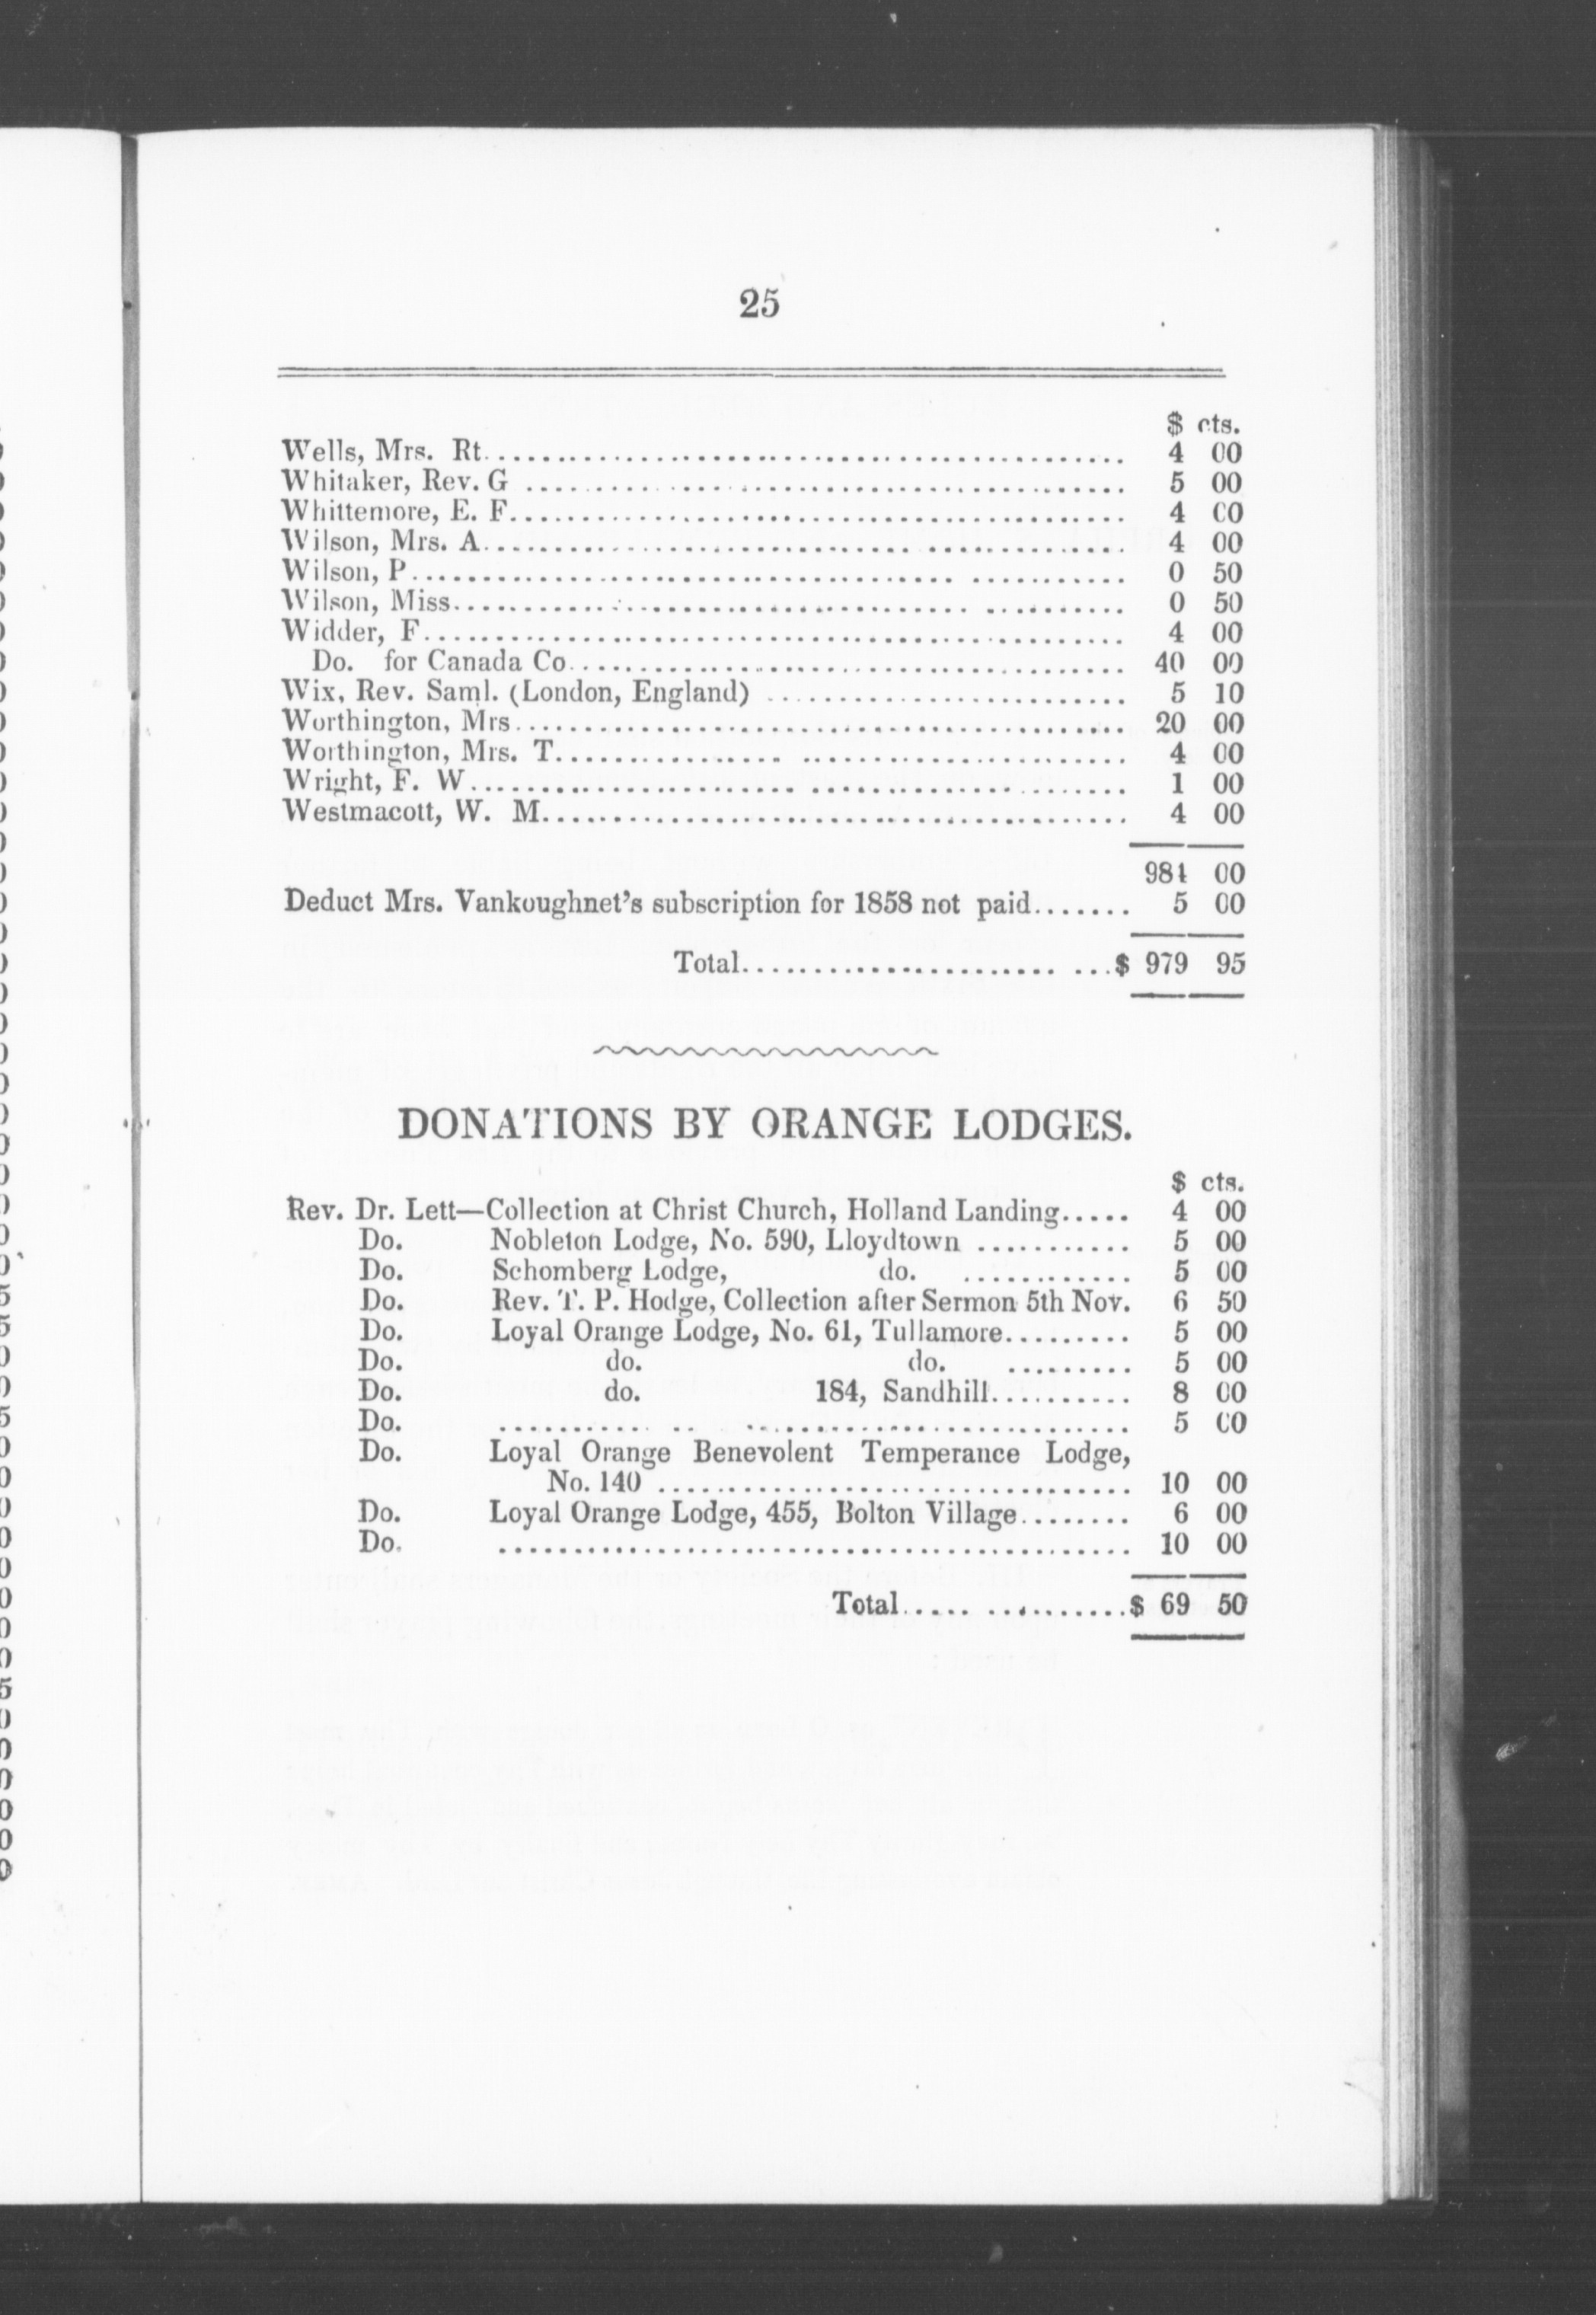 25
$ cts.
Wells, Mrs. Rt. .......... 4 00
Whitaker, Rev. G .......... 5 00
Whittemore, E. F. .......... 4 00
Wilson, Mrs. A. .......... 4 00
Wilson, P. .......... 0 50
Wilson, Miss. .......... 0 50
Widder, F. .......... 4 00
Do. for Canada Co. .......... 40 00
Wix, Rev. Saml. (London, England) .......... 5 10
Worthington, Mrs. .......... 20 00
Worthington, Mrs. T. .......... 4 00
Wright, F. W. .......... 1 00
Westmacott, W. M. .......... 4 00
984 00
Deduct Mrs. Vankoughnet's subscription for 1858 not paid....... 5 00
Total.......... $ 979 95
DONATIONS BY ORANGE LODGES.
$ cts.
Rev. Dr. Lett—Collection at Christ Church, Holland Landing..... 4 00
Do. Nobleton Lodge, No. 590, Lloydtown .......... 5 00
Do. Schomberg Lodge, do. .......... 5 00
Do. Rev. T. P. Hodge, Collection after Sermon 5th Nov. 6 50
Do. Loyal Orange Lodge, No. 61, Tullamore......... 5 00
Do. do. do. ......... 5 00
Do. do. 184, Sandhill.......... 8 00
Do. .......... 5 00
Do. Loyal Orange Benevolent Temperance Lodge,
No. 140 .......... 10 00
Do. Loyal Orange Lodge, 455, Bolton Village........ 6 00
Do. .......... 10 00
Total.......... $ 69 50